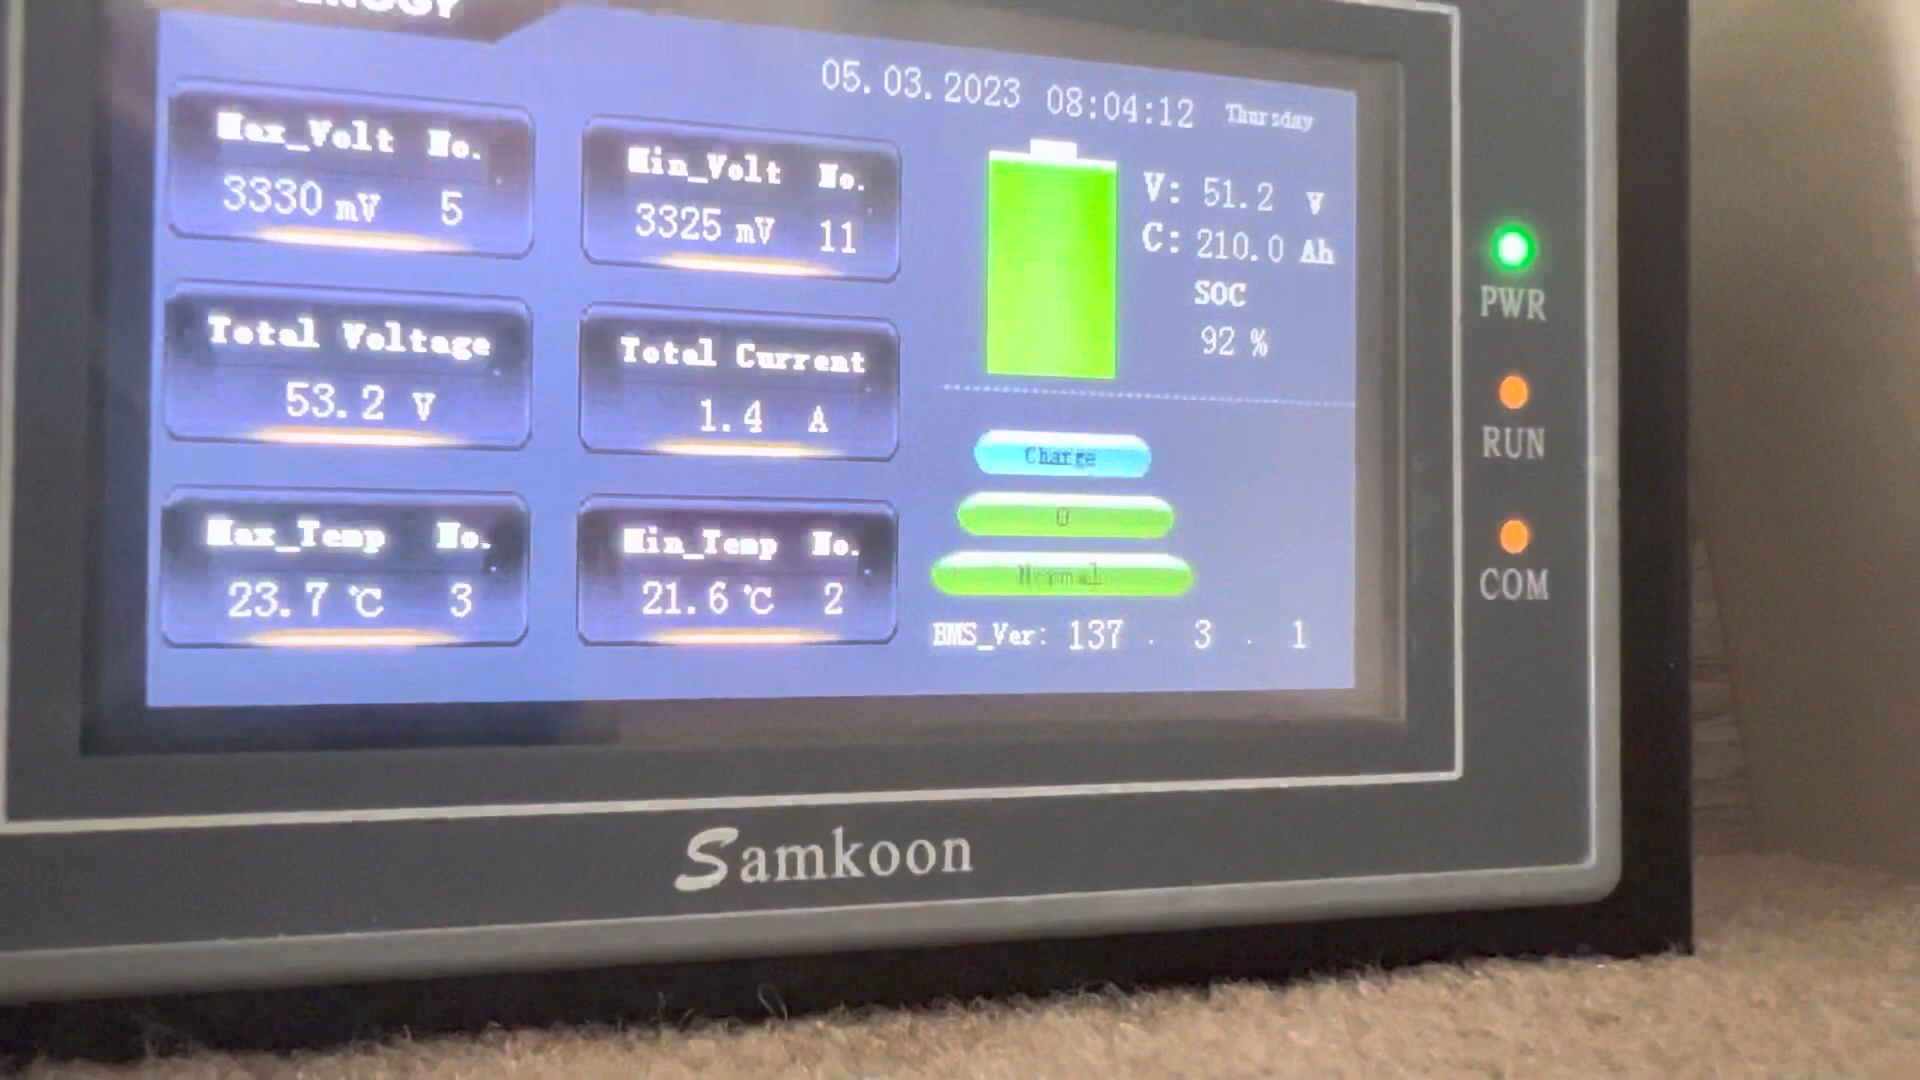 05.03.2023 08:04:12 Thursday
Max_Volt No.
3330 mV 5
Min_Volt No.
3325 mV 11
V: 51.2 V
C: 210.0 Ah
SOC
92 %
Total Voltage
53.2 V
Total Current
1.4 A
Charge
0
Normal
Max_Temp No.
23.7 ℃ 3
Min_Temp No.
21.6 ℃ 2
BMS_Ver: 137 . 3 . 1
PWR
RUN
COM
Samkoon